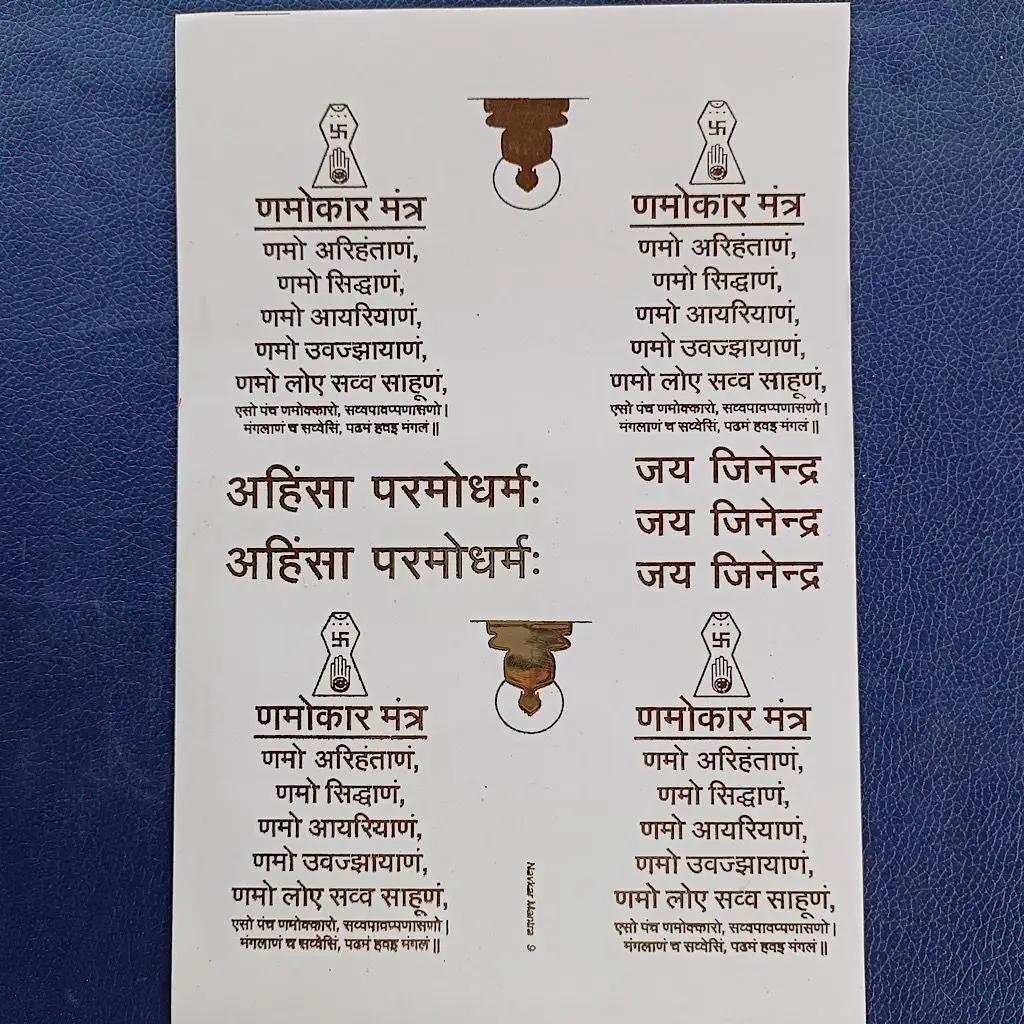 णमोकार मंत्र
णमो अरिहंताणं,
णमो सिद्धाणं,
णमो आयरियाणं,
णमो उवज्झायाणं,
णमो लोए सव्व साहूणं,
एसो पंच णमोक्कारो, सव्वपावप्पणासणो|
मंगलाणं च सव्वेसिं, पढमं हवइ मंगलं||
णमोकार मंत्र
णमो अरिहंताणं,
णमो सिद्धाणं,
णमो आयरियाणं,
णमो उवज्झायाणं,
णमो लोए सव्व साहूणं,
एसो पंच णमोक्कारो, सव्वपावप्पणासणो|
मंगलाणं च सव्वेसिं, पढमं हवइ मंगलं||
अहिंसा परमोधर्मः
अहिंसा परमोधर्मः
जय जिनेन्द्र
जय जिनेन्द्र
जय जिनेन्द्र
णमोकार मंत्र
णमो अरिहंताणं,
णमो सिद्धाणं,
णमो आयरियाणं,
णमो उवज्झायाणं,
णमो लोए सव्व साहूणं,
एसो पंच णमोक्कारो, सव्वपावप्पणासणो|
मंगलाणं च सव्वेसिं, पढमं हवइ मंगलं||
Navkar Mantra 9
णमोकार मंत्र
णमो अरिहंताणं,
णमो सिद्धाणं,
णमो आयरियाणं,
णमो उवज्झायाणं,
णमो लोए सव्व साहूणं,
एसो पंच णमोक्कारो, सव्वपावप्पणासणो|
मंगलाणं च सव्वेसिं, पढमं हवइ मंगलं||